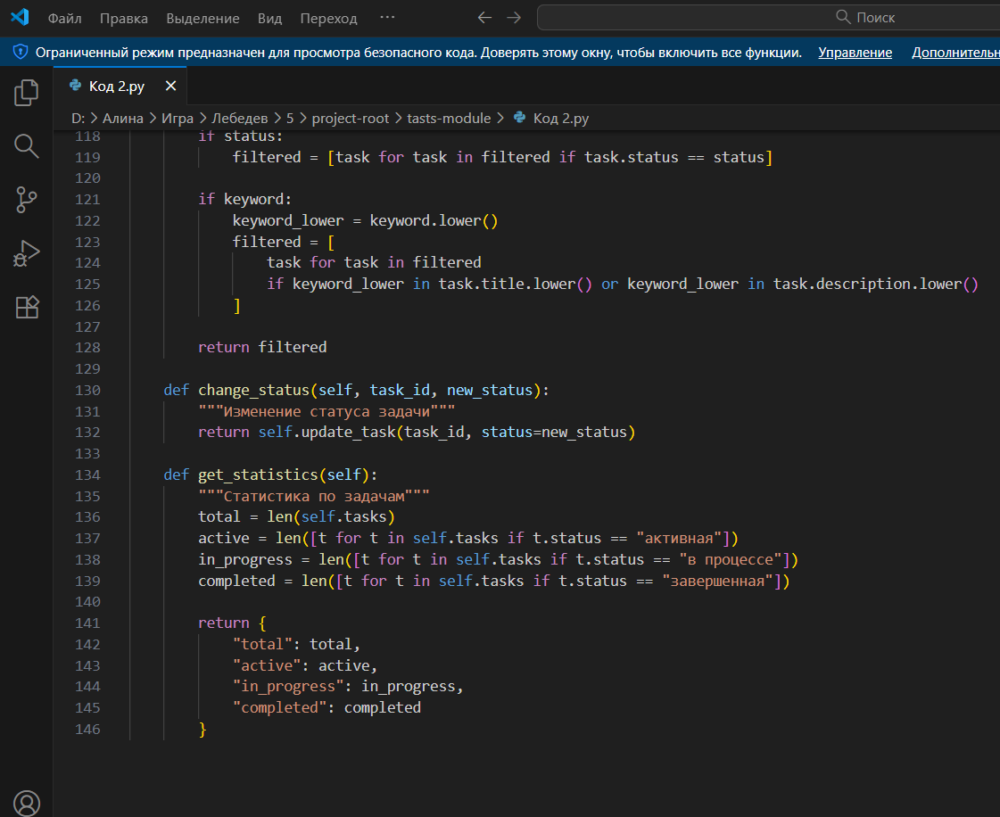 Файл Правка Выделение Вид Переход ··· Поиск
Ограниченный режим предназначен для просмотра безопасного кода. Доверять этому окну, чтобы включить все функции. Управление Дополнительн
Код 2.py
D: > Алина > Игра > Лебедев > 5 > project-root > tasts-module > Код 2.py
118 if status:
119 filtered = [task for task in filtered if task.status == status]
120
121 if keyword:
122 keyword_lower = keyword.lower()
123 filtered = [
124 task for task in filtered
125 if keyword_lower in task.title.lower() or keyword_lower in task.description.lower()
126 ]
127
128 return filtered
129
130 def change_status(self, task_id, new_status):
131 """Изменение статуса задачи"""
132 return self.update_task(task_id, status=new_status)
133
134 def get_statistics(self):
135 """Статистика по задачам"""
136 total = len(self.tasks)
137 active = len([t for t in self.tasks if t.status == "активная"])
138 in_progress = len([t for t in self.tasks if t.status == "в процессе"])
139 completed = len([t for t in self.tasks if t.status == "завершенная"])
140
141 return {
142 "total": total,
143 "active": active,
144 "in_progress": in_progress,
145 "completed": completed
146 }